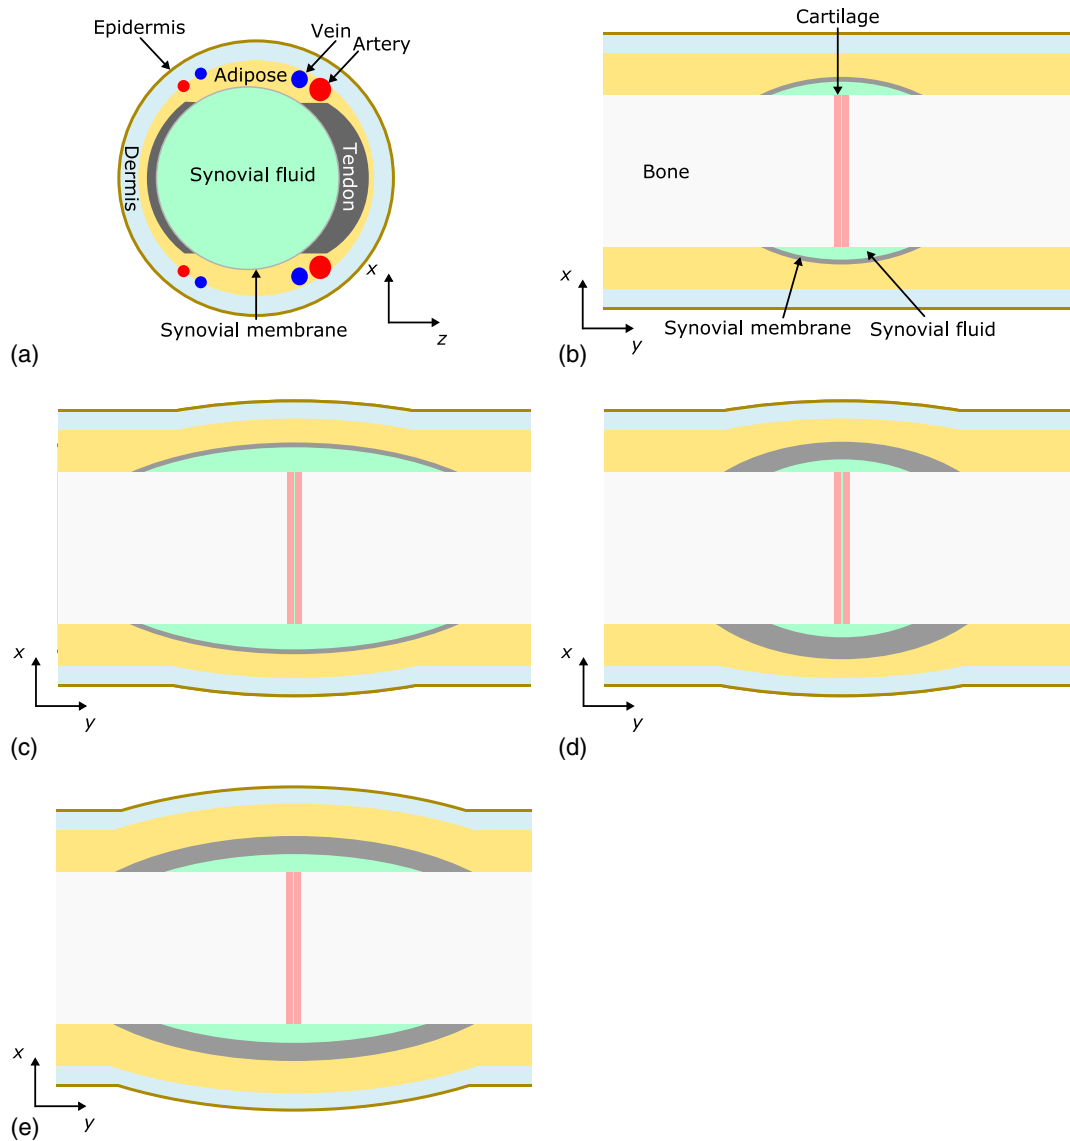 Epidermis
Vein
Artery
Adipose
Dermis
Synovial fluid
Tendon
Synovial membrane
x
z
(a)
Cartilage
Bone
Synovial membrane
Synovial fluid
x
y
(b)
x
y
(c)
x
y
(d)
x
y
(e)